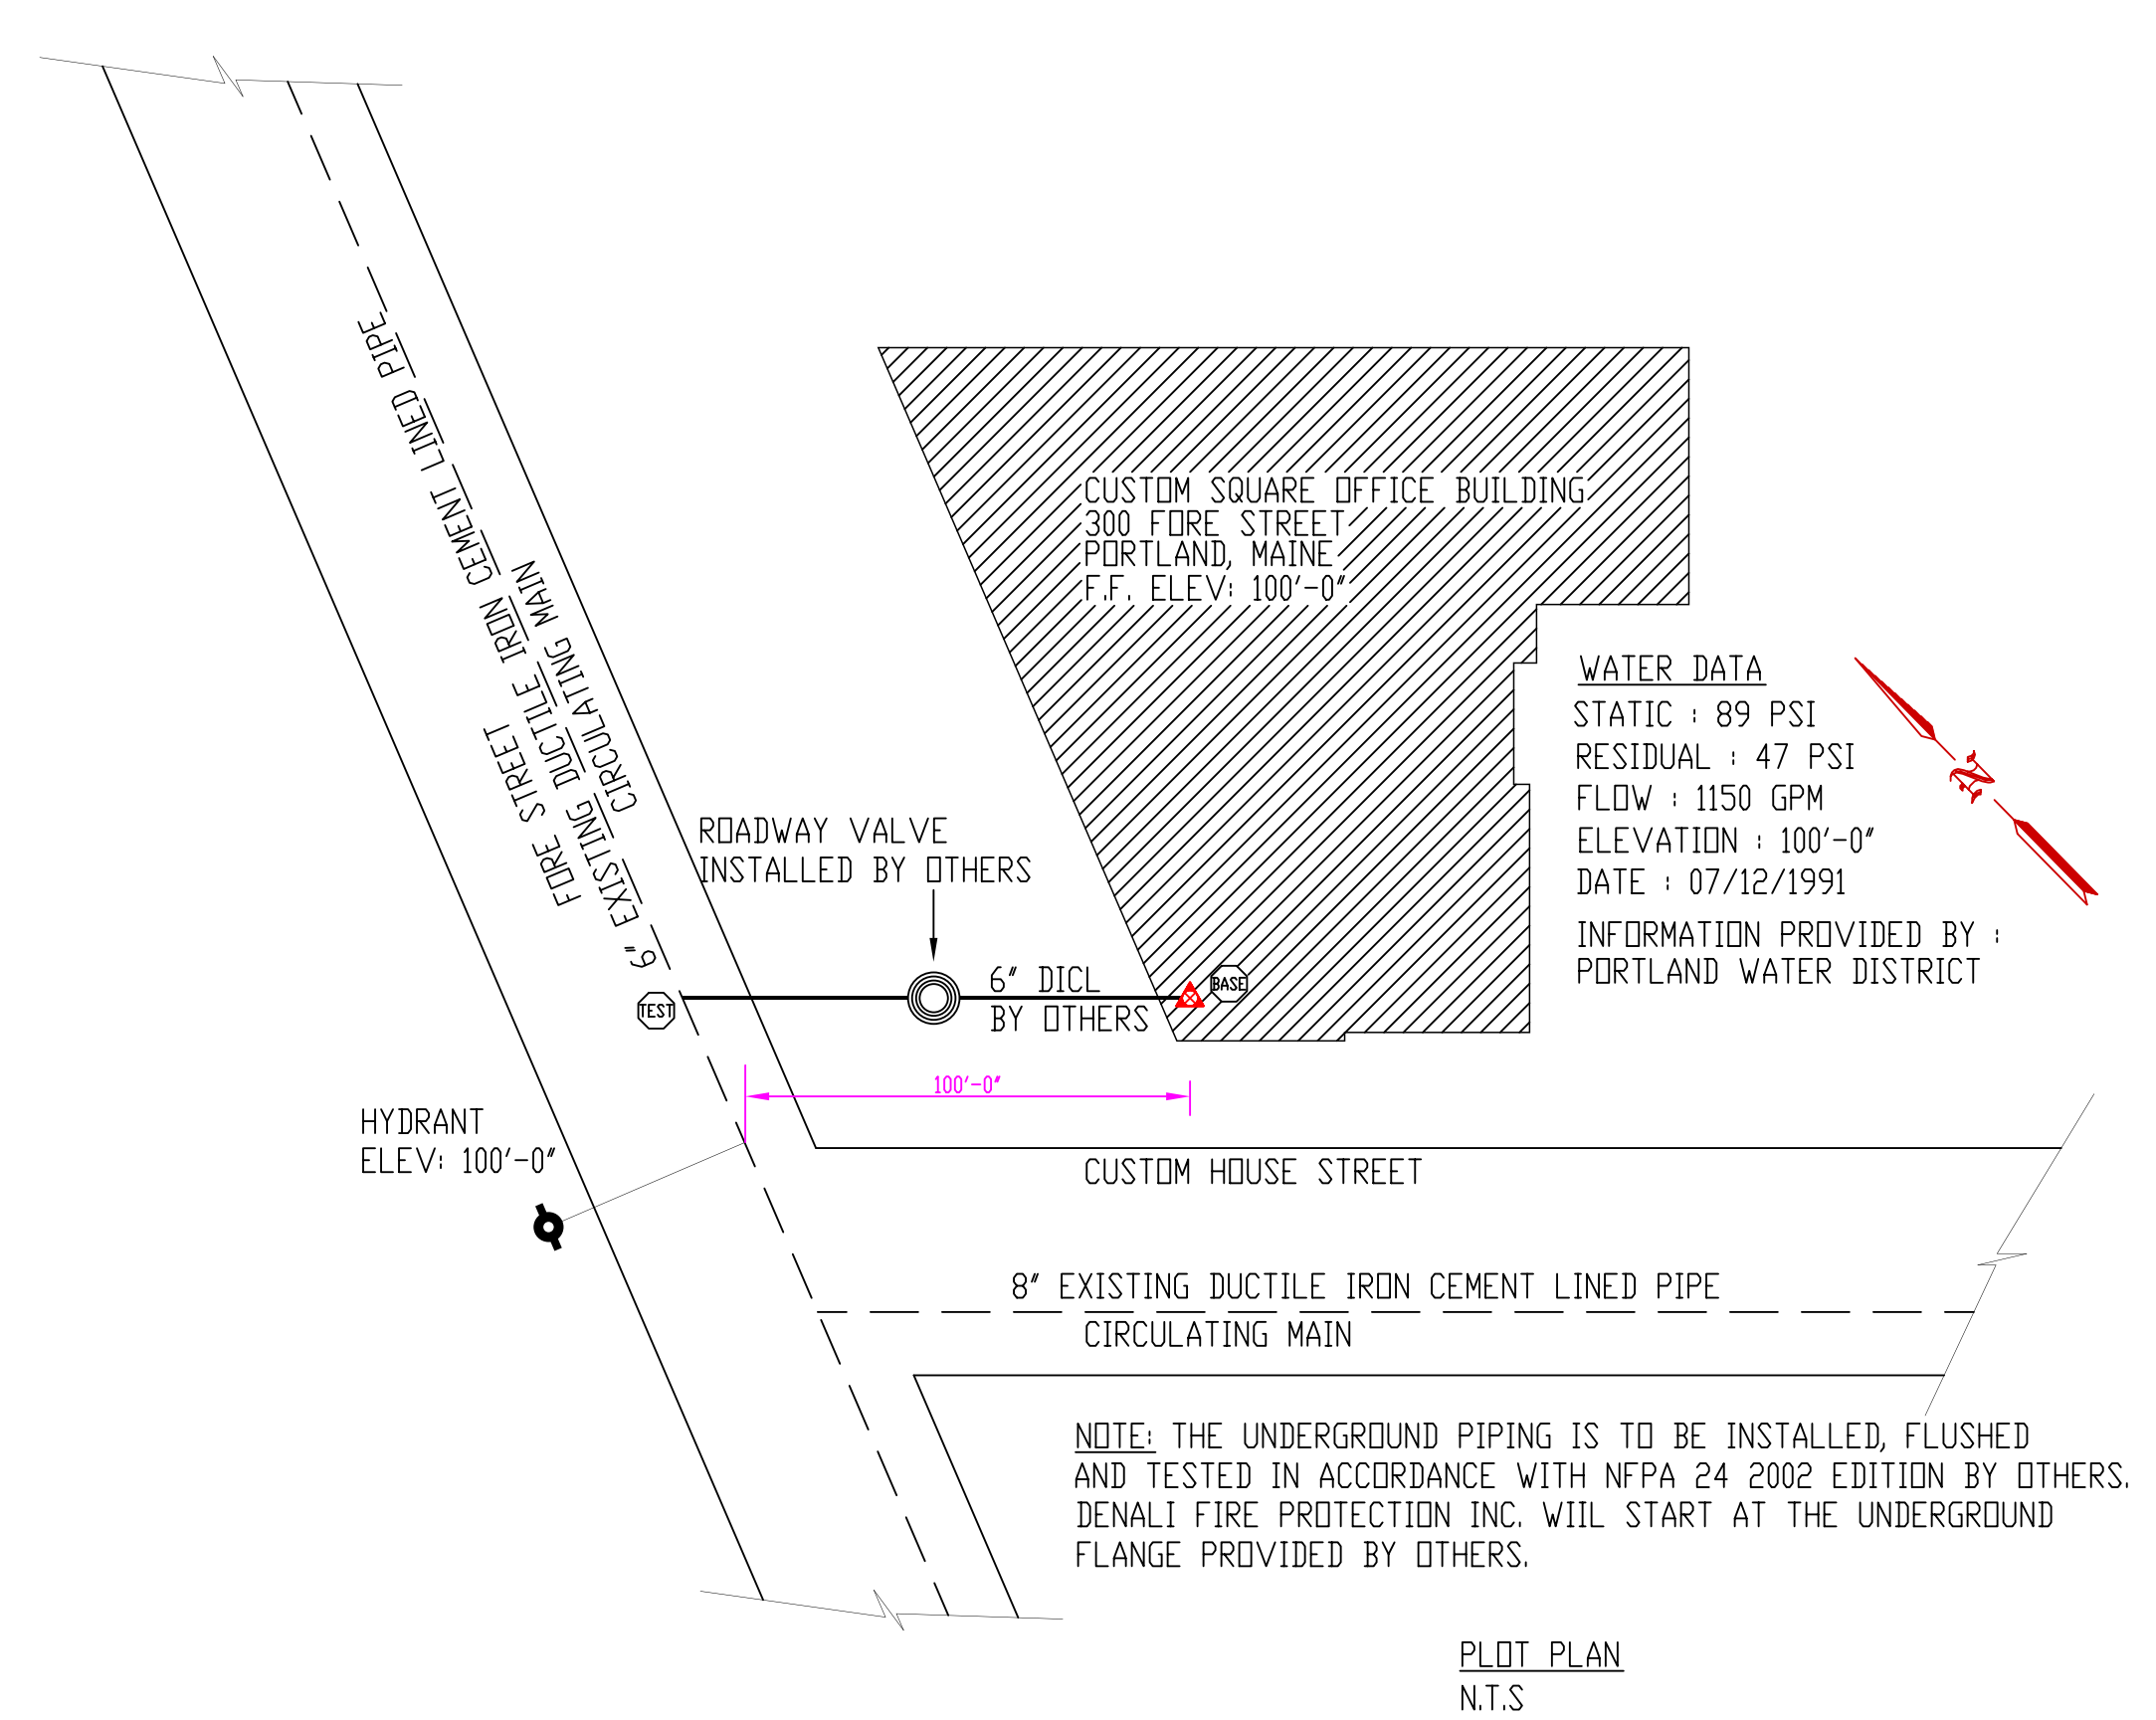 6" EXISTING DUCTILE IRON CEMENT LINED PIPE
CIRCULATING MAIN
FORE STREET
CUSTOM SQUARE OFFICE BUILDING
300 FORE STREET
PORTLAND, MAINE
F.F. ELEV: 100'-0"
WATER DATA
STATIC : 89 PSI
RESIDUAL : 47 PSI
FLOW : 1150 GPM
ELEVATION : 100'-0"
DATE : 07/12/1991
INFORMATION PROVIDED BY :
PORTLAND WATER DISTRICT
N
ROADWAY VALVE
INSTALLED BY OTHERS
6" DICL
BY OTHERS
TEST
BASE
100'-0"
HYDRANT
ELEV: 100'-0"
CUSTOM HOUSE STREET
8" EXISTING DUCTILE IRON CEMENT LINED PIPE
CIRCULATING MAIN
NOTE: THE UNDERGROUND PIPING IS TO BE INSTALLED, FLUSHED
AND TESTED IN ACCORDANCE WITH NFPA 24 2002 EDITION BY OTHERS.
DENALI FIRE PROTECTION INC. WIIL START AT THE UNDERGROUND
FLANGE PROVIDED BY OTHERS.
PLOT PLAN
N.T.S